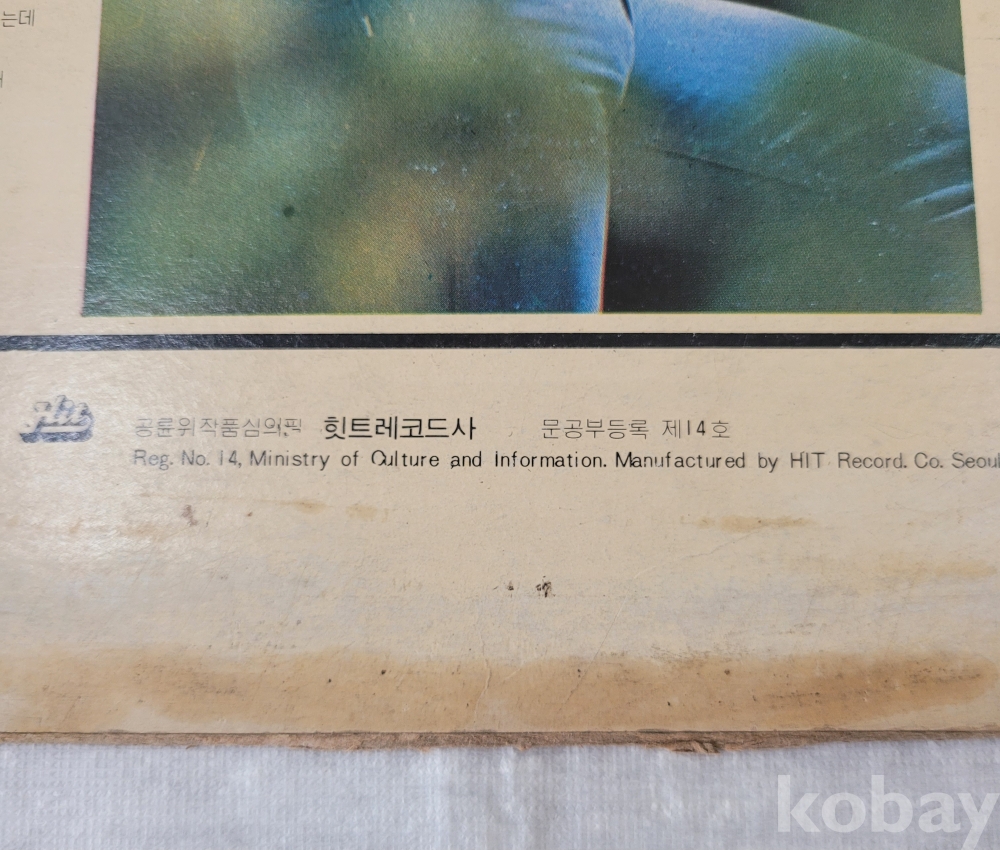 는데
Hit
공륜위작품심의필 힛트레코드사 문공부등록 제14호
Reg. No. 14, Ministry of Culture and Information. Manufactured by HIT Record. Co. Seoul
kobay